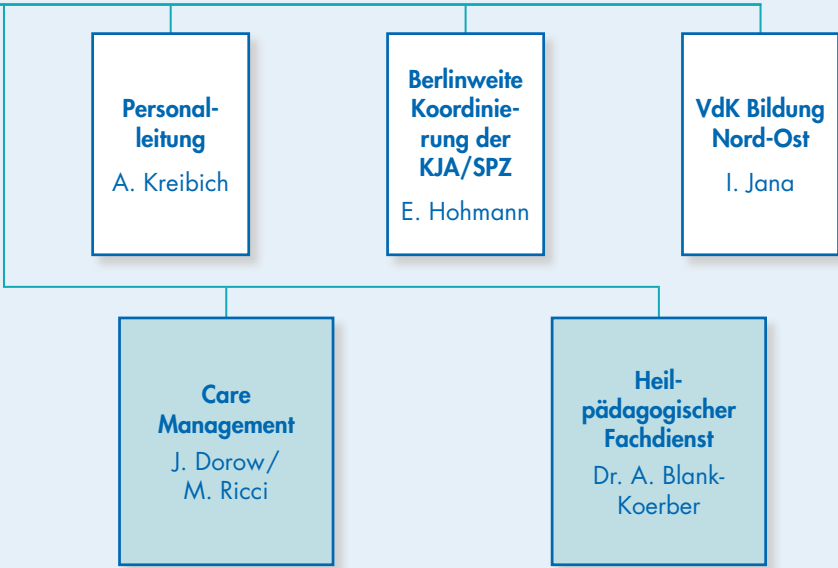 Personal-
leitung
A. Kreibich
Berlinweite
Koordinie-
rung der
KJA/SPZ
E. Hohmann
VdK Bildung
Nord-Ost
I. Jana
Care
Management
J. Dorow/
M. Ricci
Heil-
pädagogischer
Fachdienst
Dr. A. Blank-
Koerber